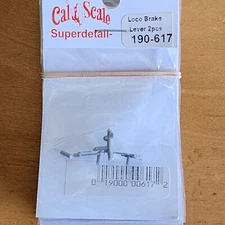 Cal Scale
Superdetail-
Loco Brake
Lever 2pcs
190-617
0 19000 00617 2